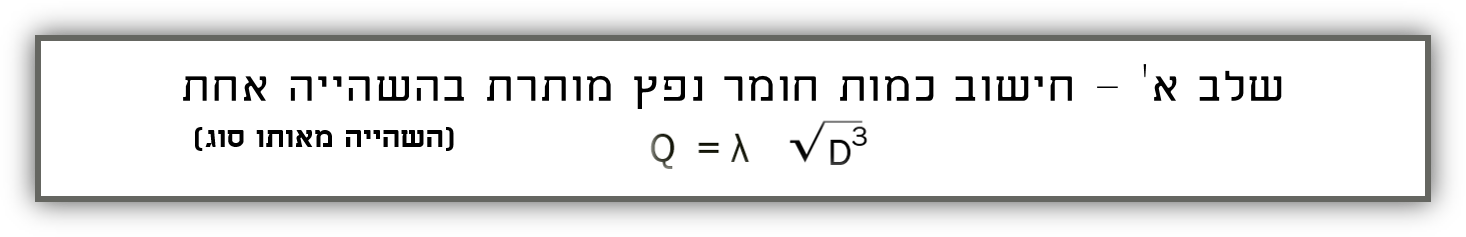 שלב א' – חישוב כמות חומר נפץ מותרת בהשהייה אחת
Q = λ √D³ (השהייה מאותו סוג)